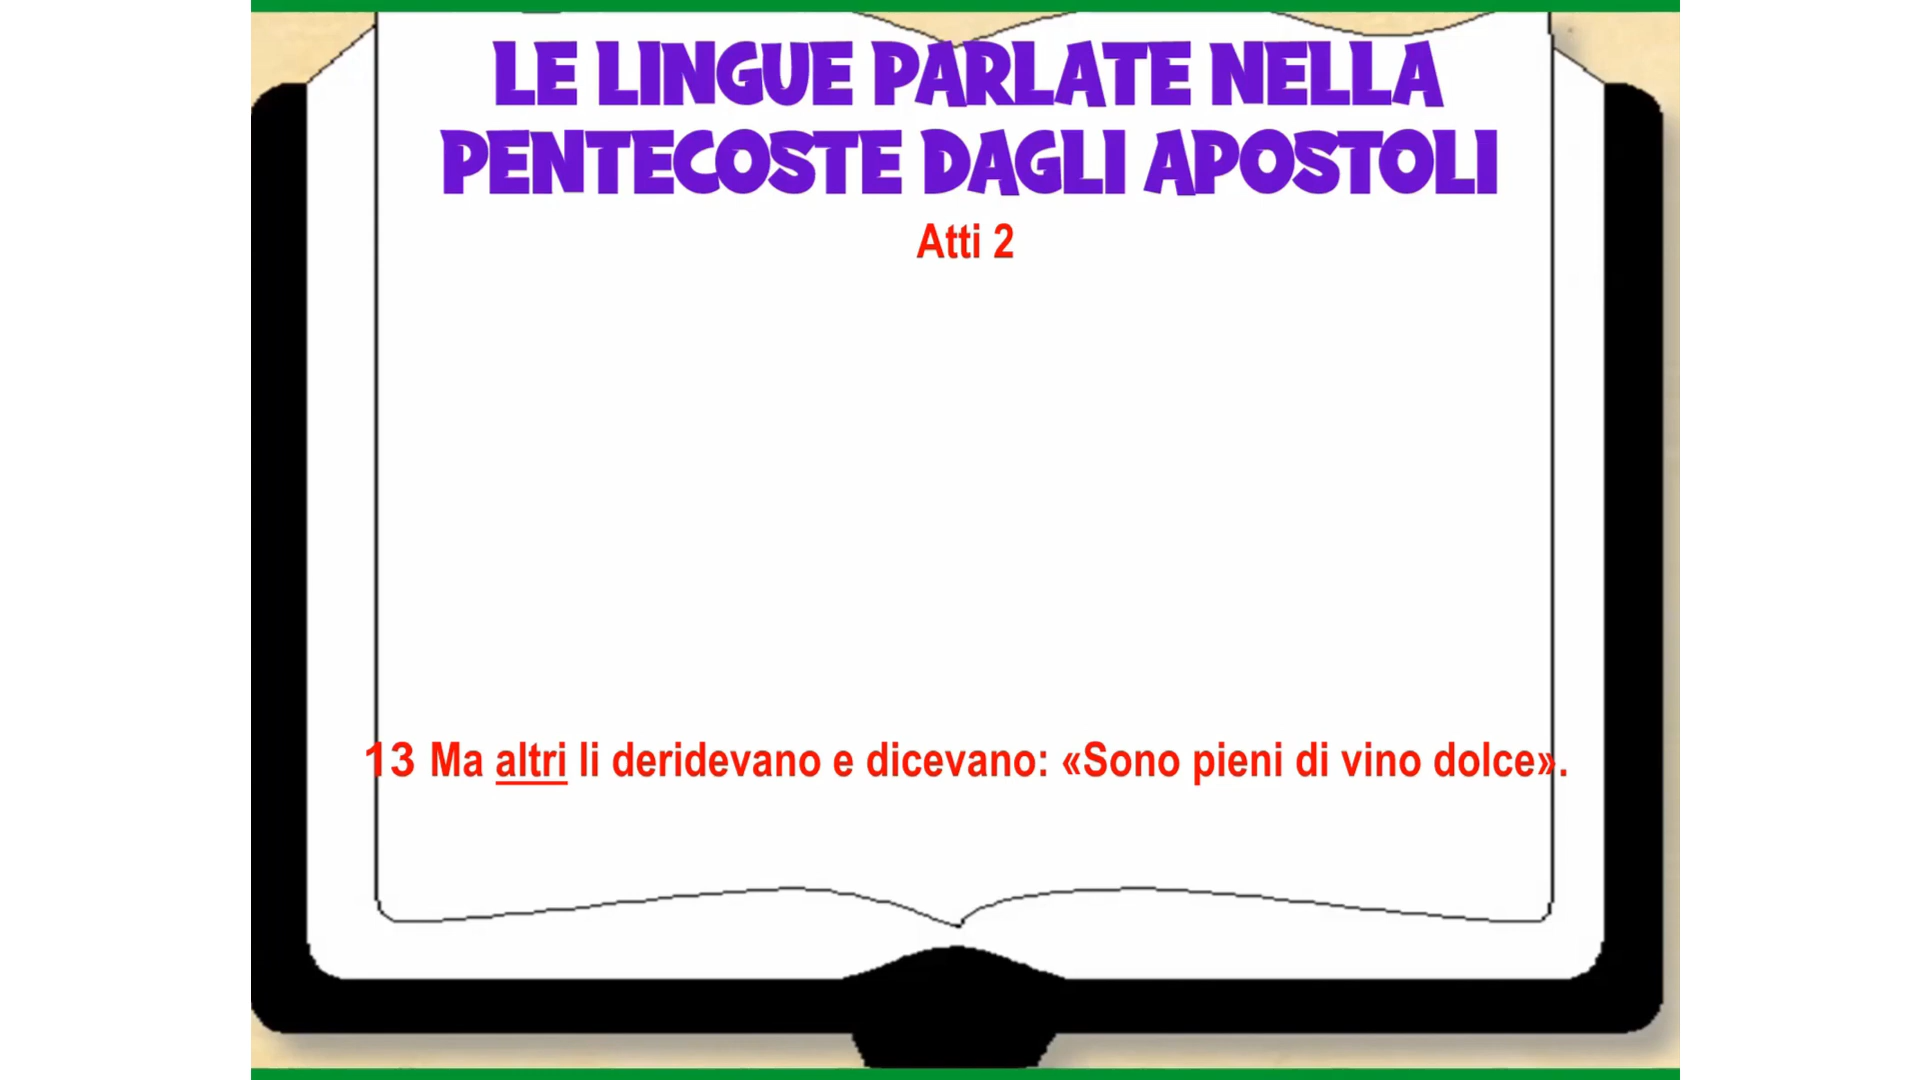 LE LINGUE PARLATE NELLA
PENTECOSTE DAGLI APOSTOLI
Atti 2
13 Ma altri li deridevano e dicevano: «Sono pieni di vino dolce».